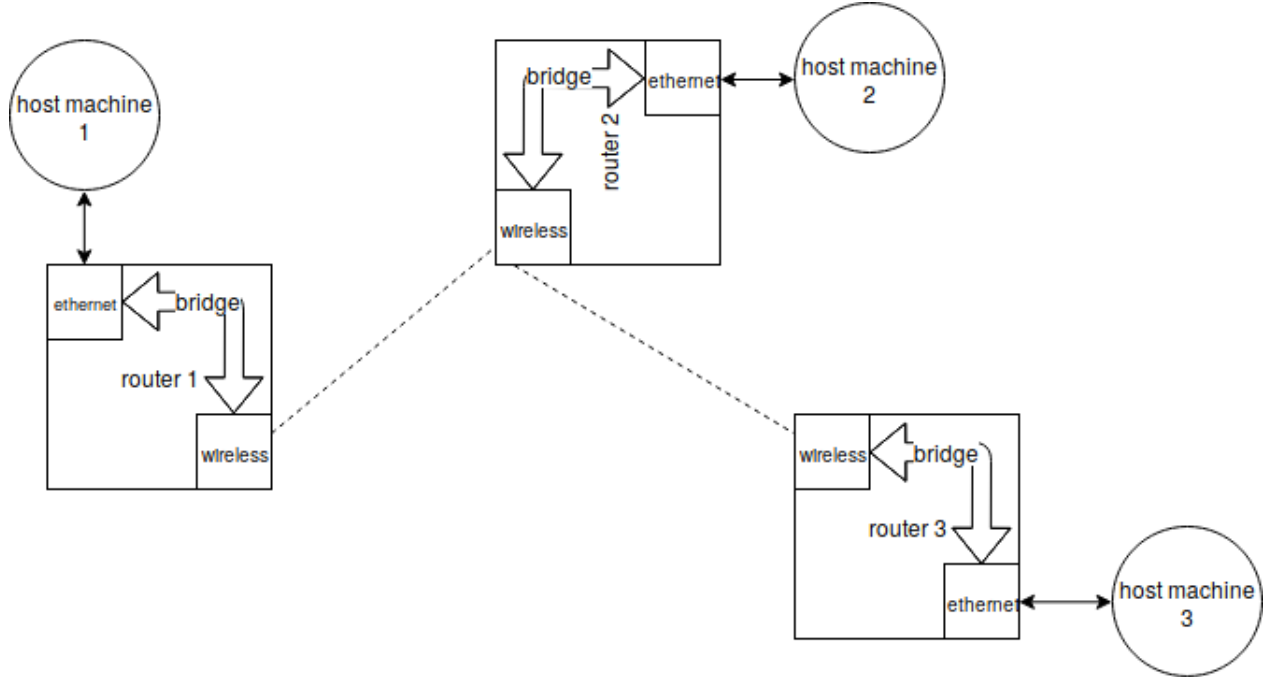 host machine
1
ethernet
bridge
router 1
wireless
bridge
ethernet
router 2
wireless
host machine
2
wireless
bridge
router 3
ethernet
host machine
3